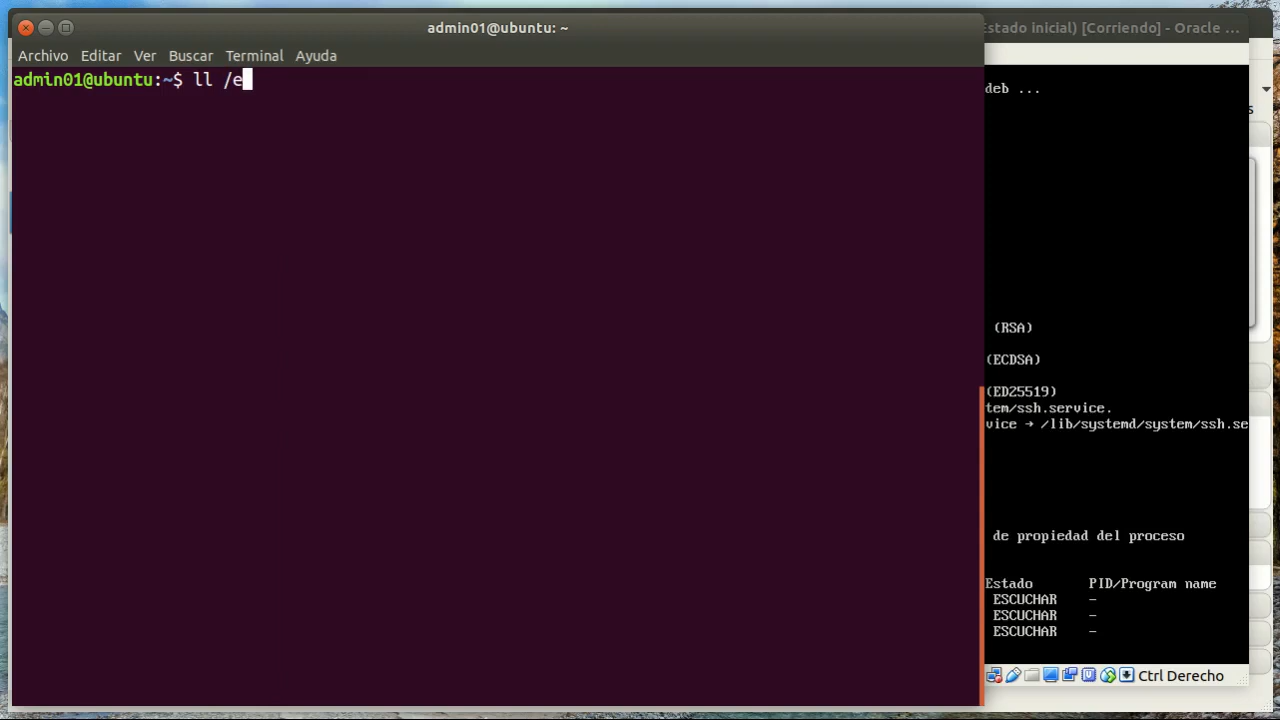 admin01@ubuntu: ~
Estado inicial) [Corriendo] - Oracle ...
Archivo Editar Ver Buscar Terminal Ayuda
admin01@ubuntu:~$ ll /e
deb ...
(RSA)
(ECDSA)
(ED25519)
tem/ssh.service.
vice → /lib/systemd/system/ssh.se
de propiedad del proceso
Estado PID/Program name
ESCUCHAR -
ESCUCHAR -
ESCUCHAR -
Ctrl Derecho